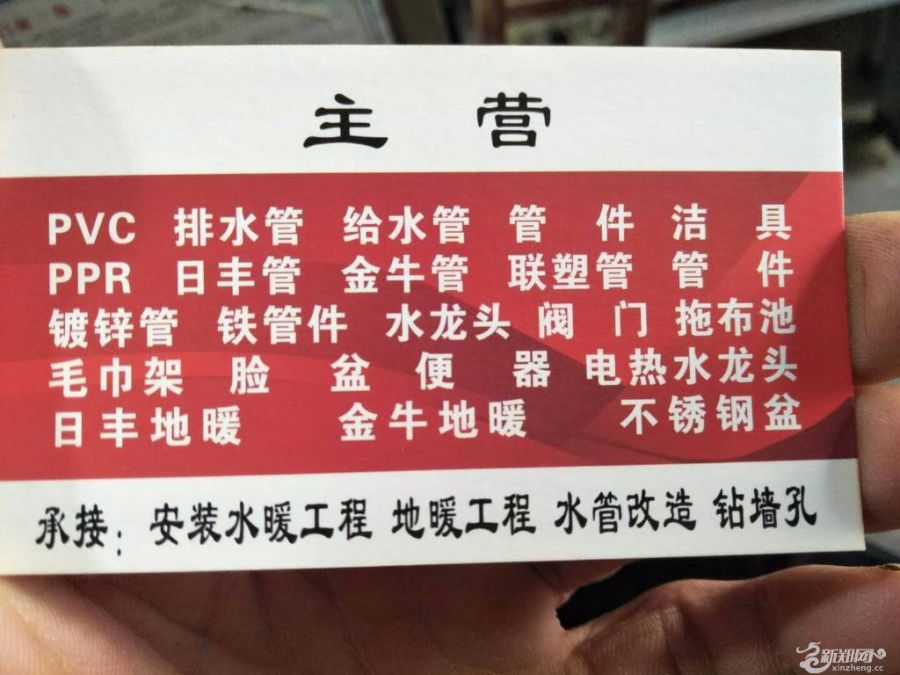 主 营
PVC 排水管 给水管 管 件 洁 具
PPR 日丰管 金牛管 联塑管 管 件
镀锌管 铁管件 水龙头 阀 门 拖布池
毛巾架 脸 盆 便 器 电热水龙头
日丰地暖 金牛地暖 不锈钢盆
承接：安装水暖工程 地暖工程 水管改造 钻墙孔
新郑网
xinzheng.cc